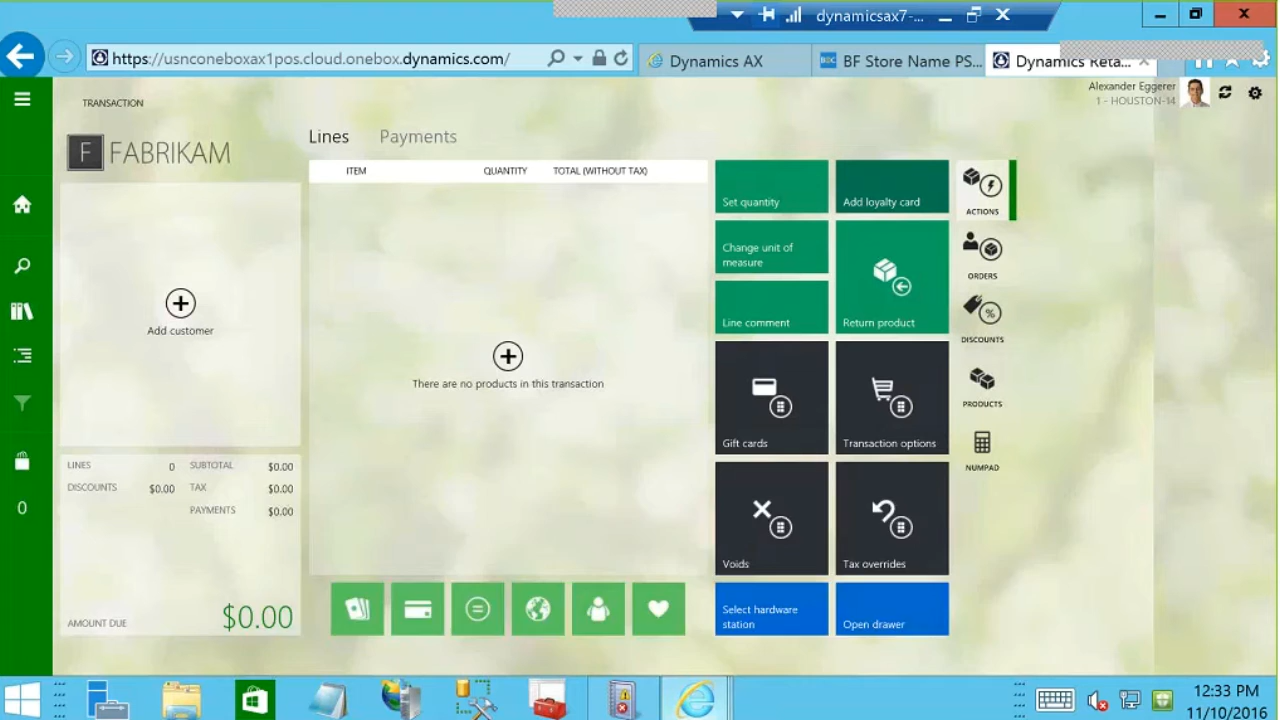 dynamicsax7-...
https://usnconeboxax1pos.cloud.onebox.dynamics.com/
Dynamics AX
BF Store Name PS...
Dynamics Reta...
Alexander Eggerer
1 - HOUSTON-14
TRANSACTION
F FABRIKAM
Lines
Payments
ITEM
QUANTITY
TOTAL (WITHOUT TAX)
Add customer
There are no products in this transaction
Set quantity
Add loyalty card
Change unit of
measure
Line comment
Return product
Gift cards
Transaction options
Voids
Tax overrides
Select hardware
station
Open drawer
ACTIONS
ORDERS
DISCOUNTS
PRODUCTS
NUMPAD
LINES 0 SUBTOTAL $0.00
DISCOUNTS $0.00 TAX $0.00
PAYMENTS $0.00
AMOUNT DUE $0.00
0
12:33 PM
11/10/2016